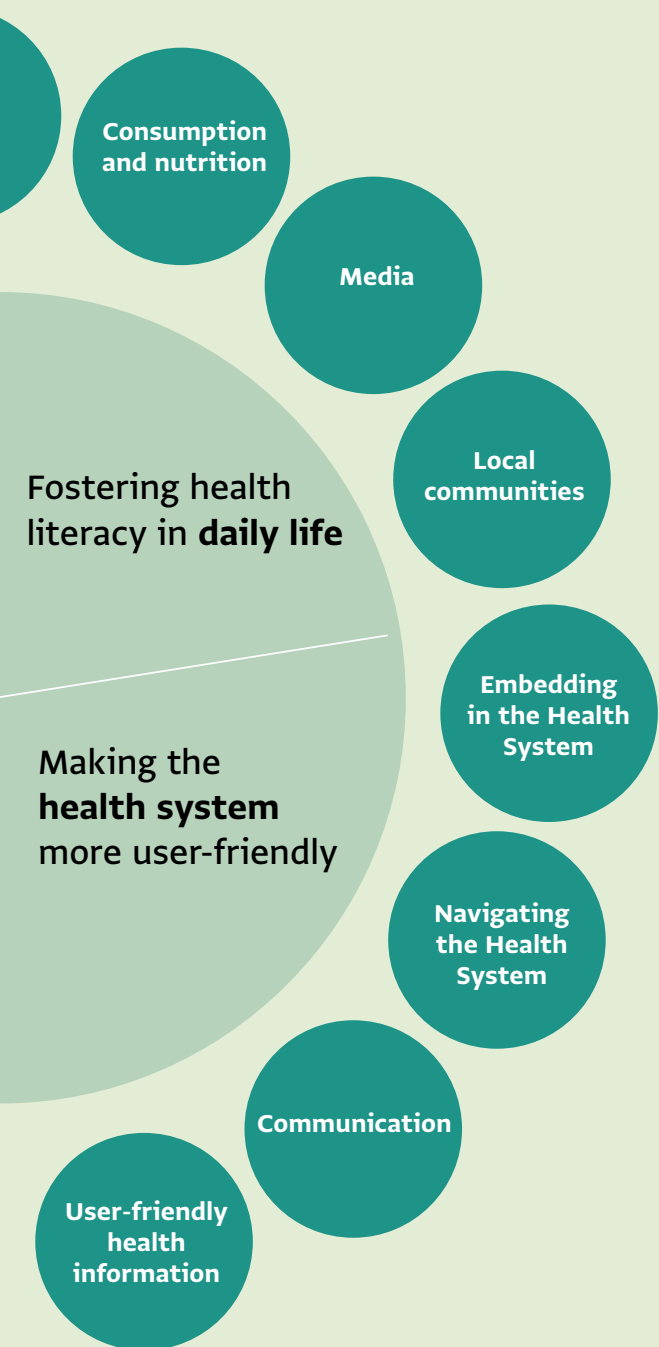 Consumption
and nutrition
Media
Local
communities
Fostering health
literacy in daily life
Embedding
in the Health
System
Making the
health system
more user-friendly
Navigating
the Health
System
Communication
User-friendly
health
information